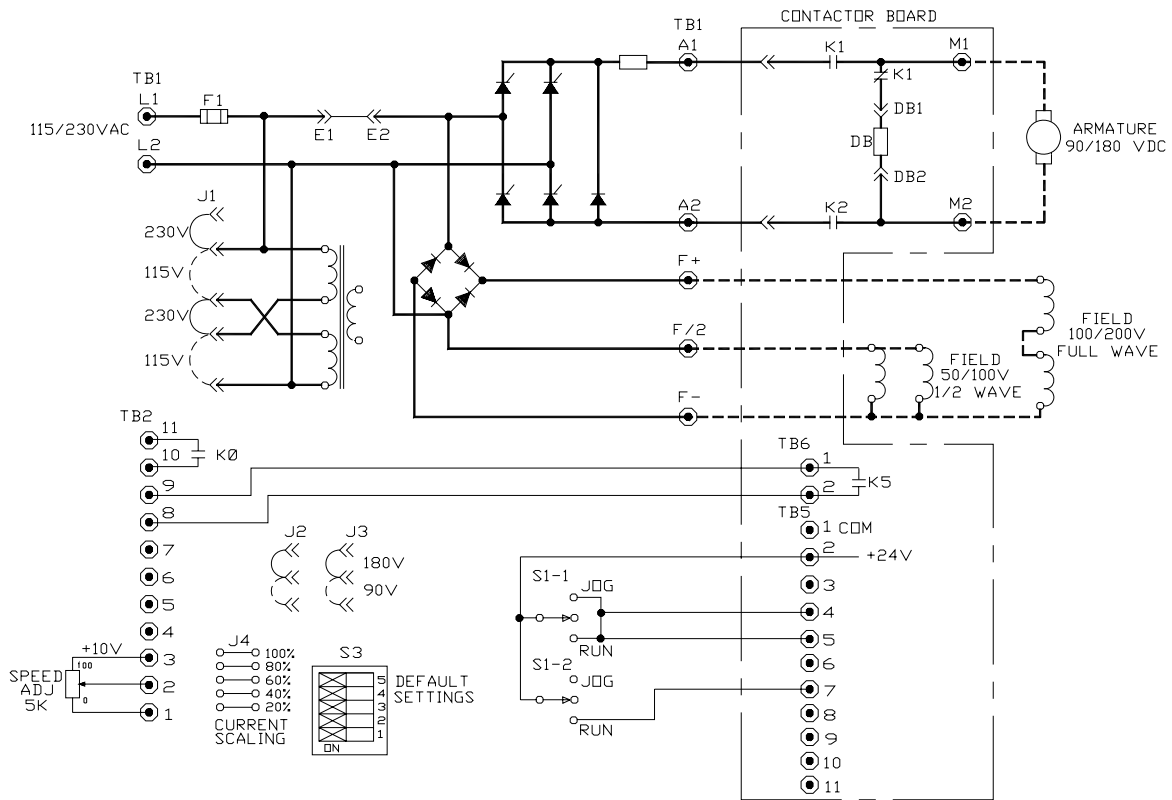 CONTACTOR BOARD
TB1
A1
K1
M1
TB1
L1
F1
115/230VAC
E1
E2
K1
DB1
DB
DB2
ARMATURE
90/180 VDC
L2
J1
A2
K2
M2
230V
115V
230V
115V
F+
F/2
F-
FIELD
100/200V
FULL WAVE
FIELD
50/100V
1/2 WAVE
TB2
11
10
K0
9
8
7
6
5
4
3
2
1
TB6
1
2
K5
TB5
1 COM
2
+24V
3
4
5
6
7
8
9
10
11
J2
J3
180V
90V
S1-1
JOG
RUN
S1-2
JOG
RUN
+10V
100
0
SPEED
ADJ
5K
J4
100%
80%
60%
40%
20%
CURRENT
SCALING
S3
5
4
3
2
1
ON
DEFAULT
SETTINGS